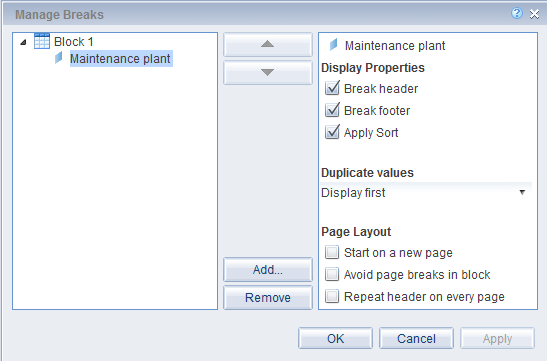 Manage Breaks
Block 1
Maintenance plant
Add...
Remove
Maintenance plant
Display Properties
Break header
Break footer
Apply Sort
Duplicate values
Display first
Page Layout
Start on a new page
Avoid page breaks in block
Repeat header on every page
OK
Cancel
Apply